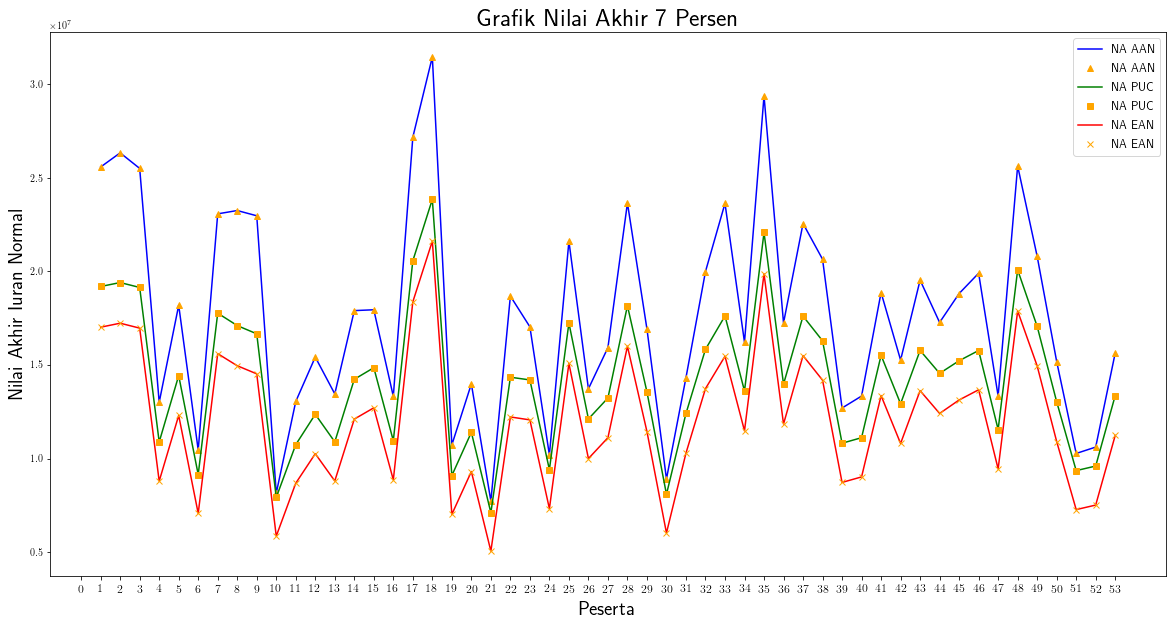 Grafik Nilai Akhir 7 Persen
×10⁷
3.0
2.5
2.0
1.5
1.0
0.5
Nilai Akhir Iuran Normal
NA AAN
NA AAN
NA PUC
NA PUC
NA EAN
NA EAN
0 1 2 3 4 5 6 7 8 9 10 11 12 13 14 15 16 17 18 19 20 21 22 23 24 25 26 27 28 29 30 31 32 33 34 35 36 37 38 39 40 41 42 43 44 45 46 47 48 49 50 51 52 53
Peserta